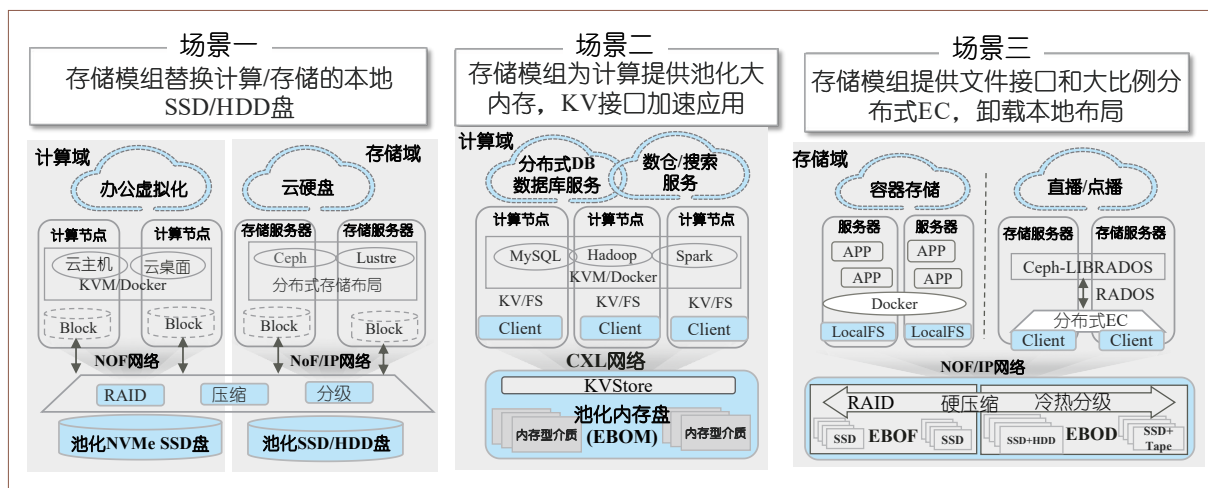 场景一
存储模组替换计算/存储的本地
SSD/HDD盘
计算域
存储域
办公虚拟化
云硬盘
计算节点
计算节点
存储服务器
存储服务器
云主机
云桌面
KVM/Docker
Ceph
Lustre
分布式存储布局
Block
Block
Block
Block
NOF网络
NoF/IP网络
RAID
压缩
分级
池化NVMe SSD盘
池化SSD/HDD盘
场景二
存储模组为计算提供池化大
内存，KV接口加速应用
计算域
分布式DB
数据库服务
数仓/搜索
服务
计算节点
计算节点
计算节点
MySQL
Hadoop
Spark
KVM/Docker
KV/FS
KV/FS
KV/FS
Client
Client
Client
CXL网络
KVStore
池化内存盘
(EBOM)
内存型介质
内存型介质
场景三
存储模组提供文件接口和大比例分
布式EC，卸载本地布局
存储域
容器存储
直播/点播
服务器
服务器
APP
APP
APP
APP
Docker
LocalFS
LocalFS
存储服务器
存储服务器
Ceph-LIBRADOS
RADOS
分布式EC
Client
Client
NOF/IP网络
RAID
硬压缩
冷热分级
SSD
EBOF
SSD
SSD+HDD
EBOD
SSD+
Tape